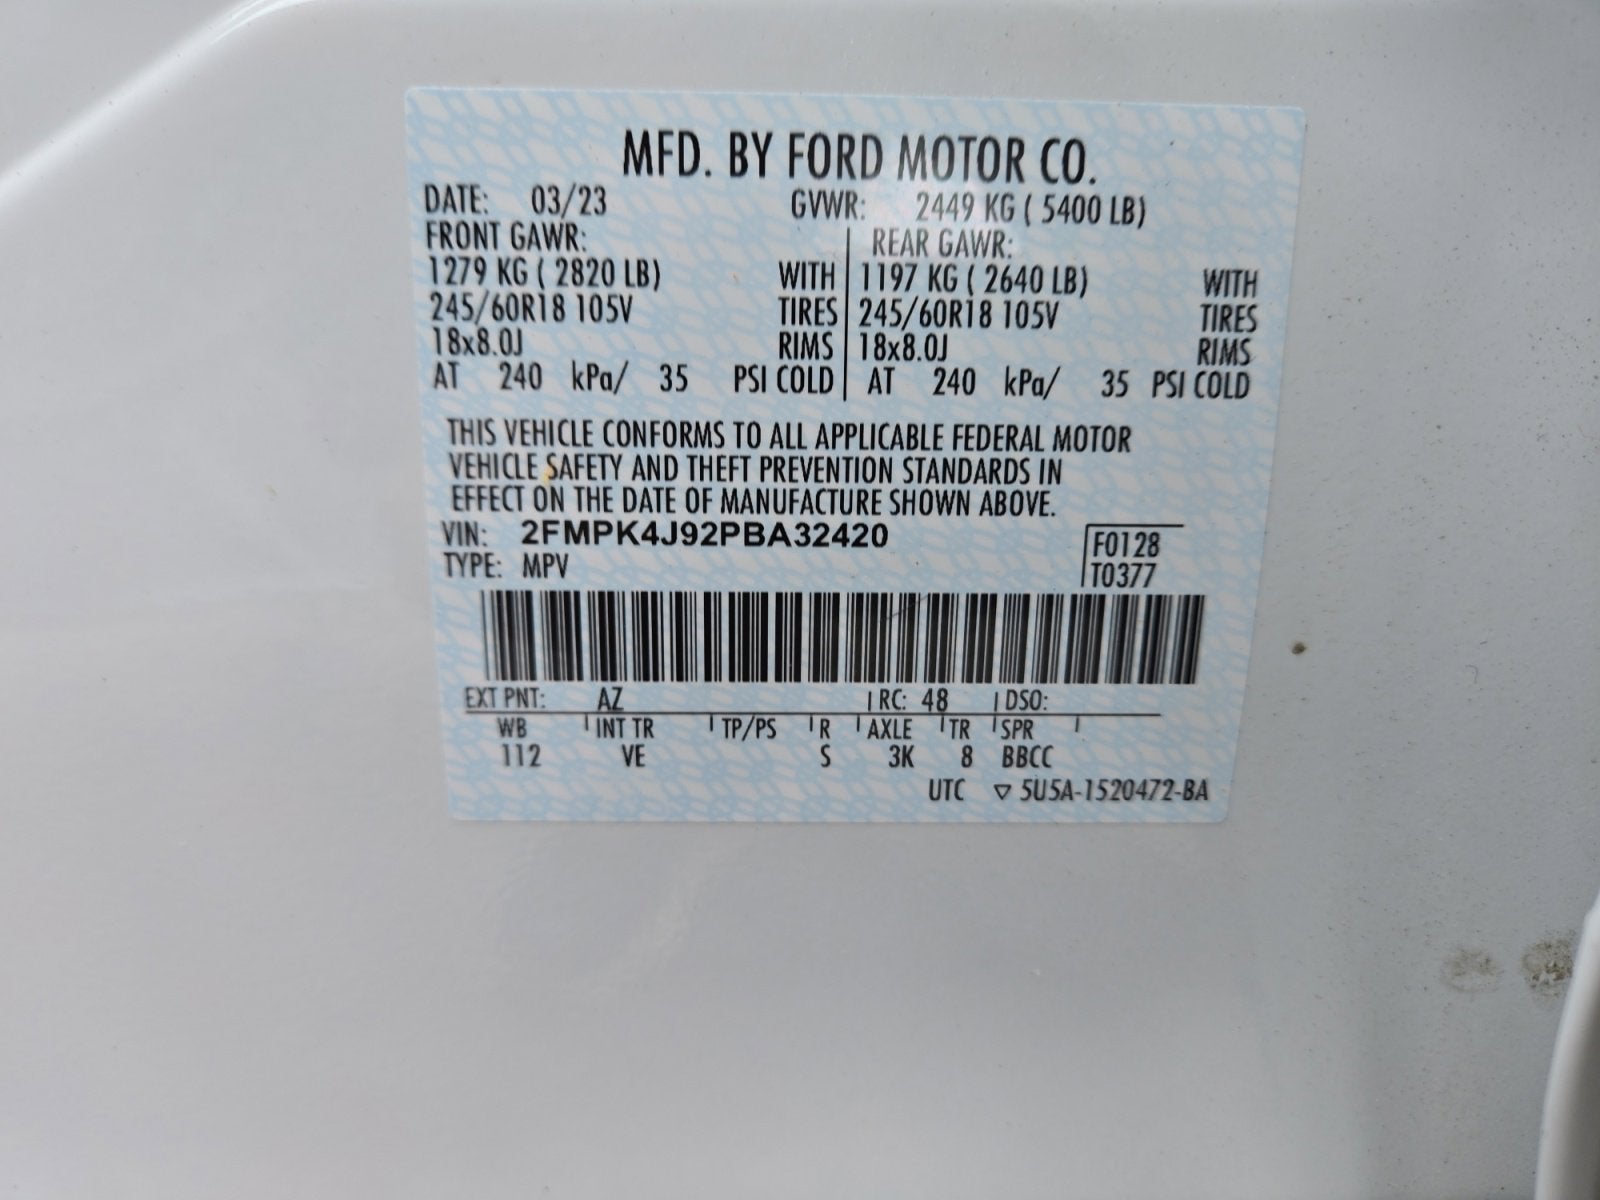 MFD. BY FORD MOTOR CO.
DATE: 03/23 GVWR: 2449 KG ( 5400 LB)
FRONT GAWR: REAR GAWR:
1279 KG ( 2820 LB) WITH 1197 KG ( 2640 LB) WITH
245/60R18 105V TIRES 245/60R18 105V TIRES
18x8.0J RIMS 18x8.0J RIMS
AT 240 kPa/ 35 PSI COLD AT 240 kPa/ 35 PSI COLD
THIS VEHICLE CONFORMS TO ALL APPLICABLE FEDERAL MOTOR
VEHICLE SAFETY AND THEFT PREVENTION STANDARDS IN
EFFECT ON THE DATE OF MANUFACTURE SHOWN ABOVE.
VIN: 2FMPK4J92PBA32420 F0128
TYPE: MPV T0377
EXT PNT: AZ RC: 48 DSO:
WB INT TR TP/PS R AXLE TR SPR
112 VE S 3K 8 BBCC
UTC ▽ 5U5A-1520472-BA